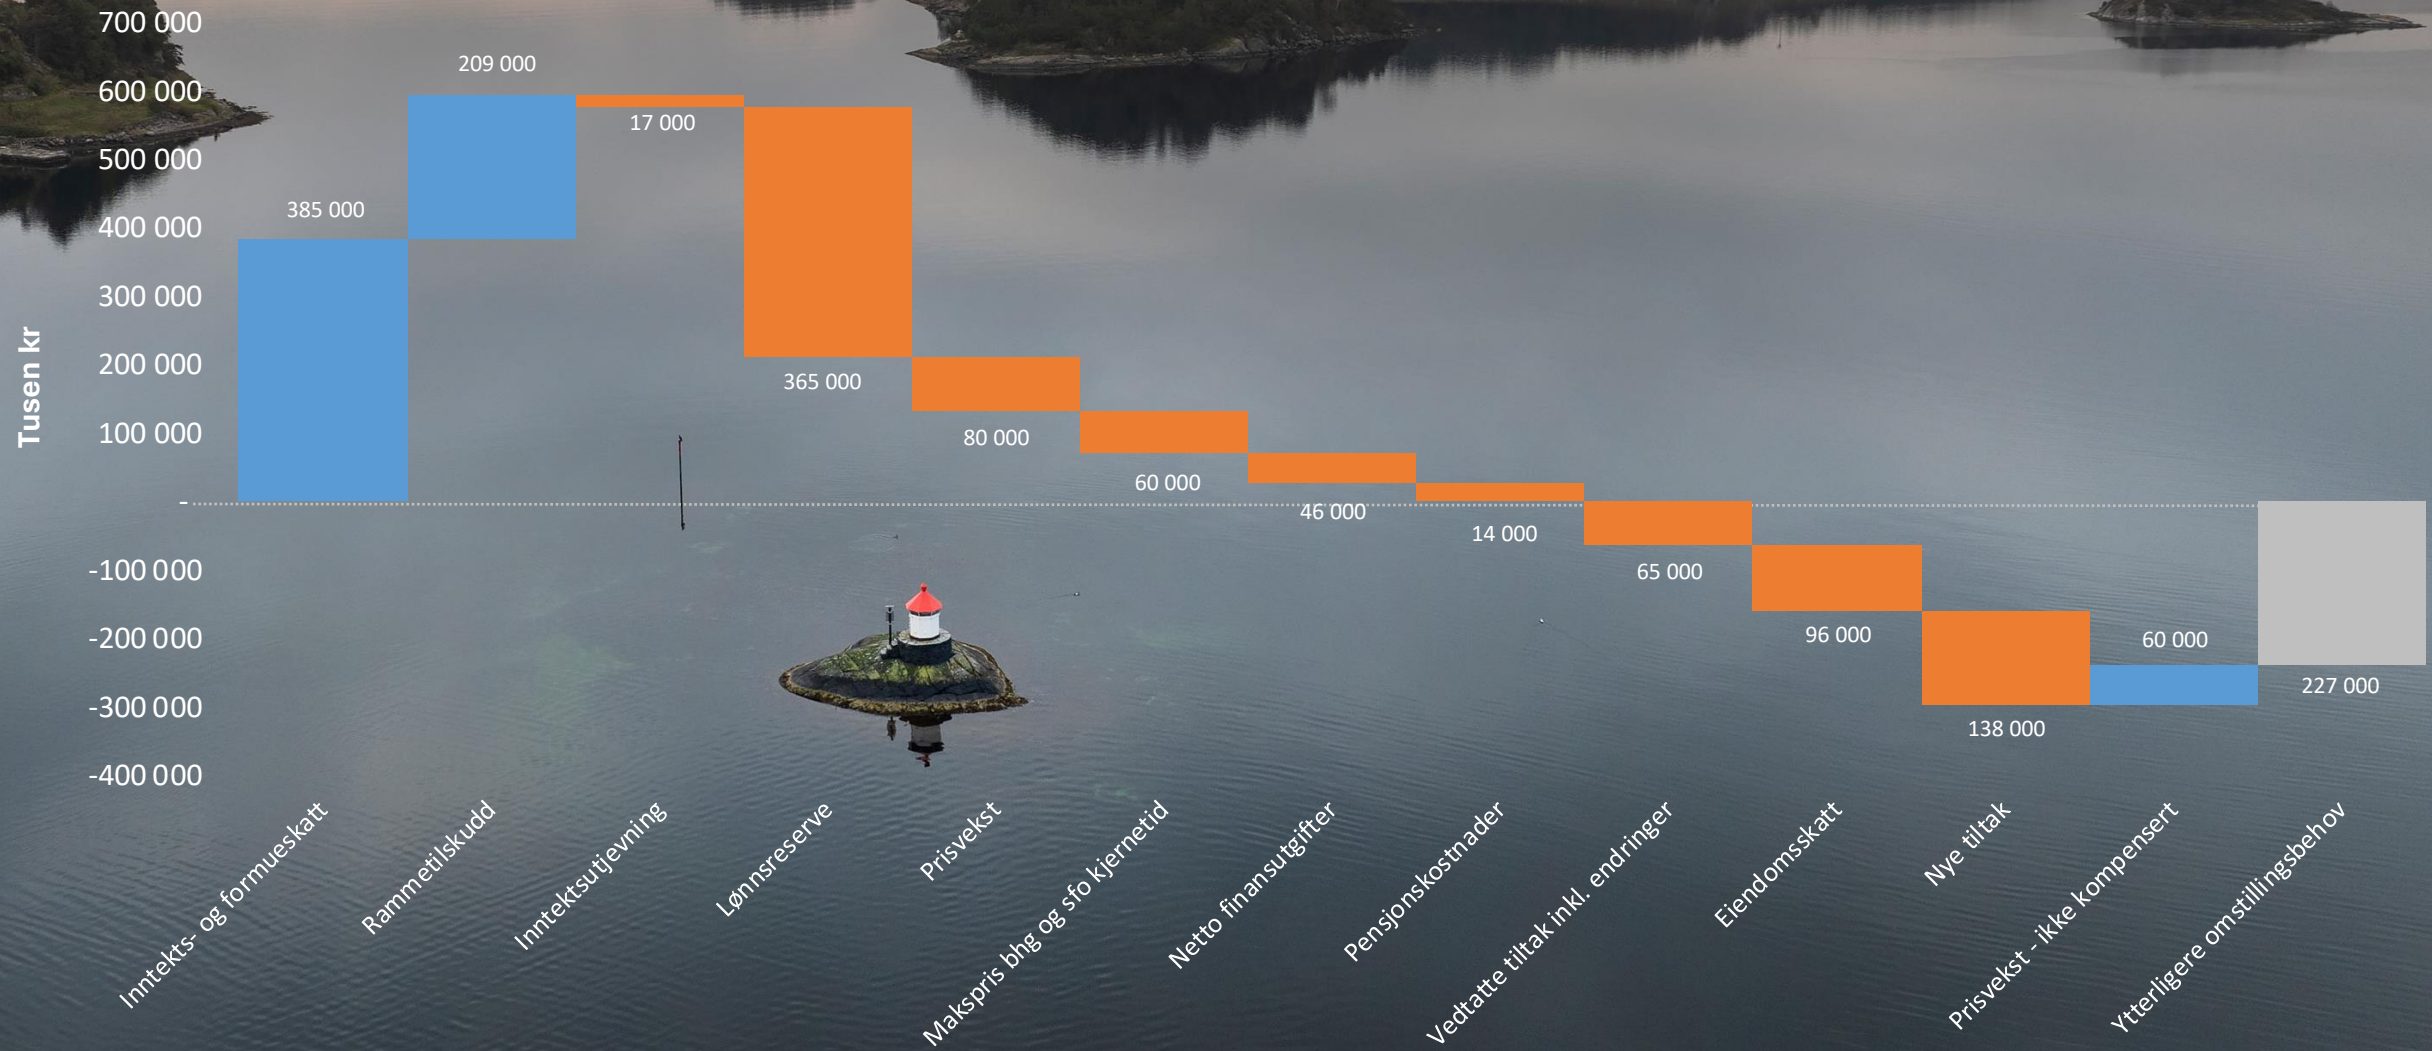 700 000
600 000
500 000
400 000
300 000
200 000
100 000
-
-100 000
-200 000
-300 000
-400 000
Tusen kr
385 000
209 000
17 000
365 000
80 000
60 000
46 000
14 000
65 000
96 000
138 000
60 000
227 000
Inntekts- og formueskatt
Rammetilskudd
Inntektsutjevning
Lønnsreserve
Prisvekst
Makspris bhg og sfo kjernetid
Netto finansutgifter
Pensjonskostnader
Vedtatte tiltak inkl. endringer
Eiendomsskatt
Nye tiltak
Prisvekst - ikke kompensert
Ytterligere omstillingsbehov